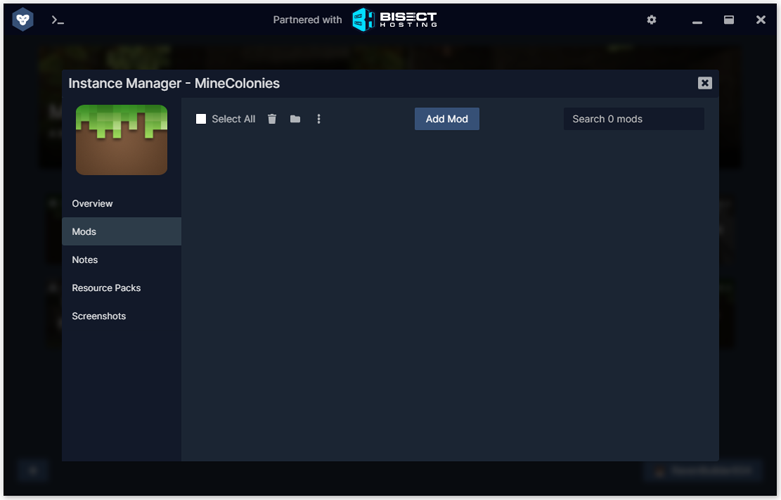 Partnered with BISECT HOSTING
Instance Manager - MineColonies
Select All
Add Mod
Search 0 mods
Overview
Mods
Notes
Resource Packs
Screenshots